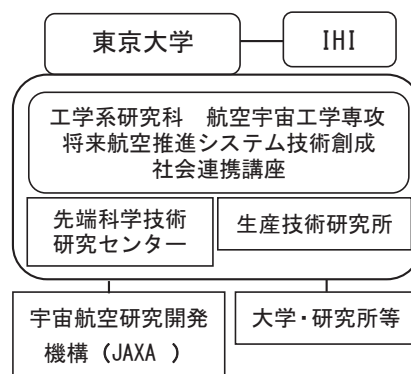 東京大学
IHI
工学系研究科　航空宇宙工学専攻
将来航空推進システム技術創成
社会連携講座
先端科学技術
研究センター
生産技術研究所
宇宙航空研究開発
機構（JAXA ）
大学・研究所等